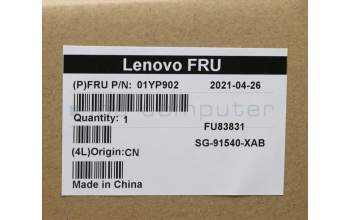 Lenovo FRU
(P)FRU P/N: 01YP902 2021-04-26
Quantity: 1
FU83831
SG-91540-XAB
(4L)Origin:CN
Made in China
computer